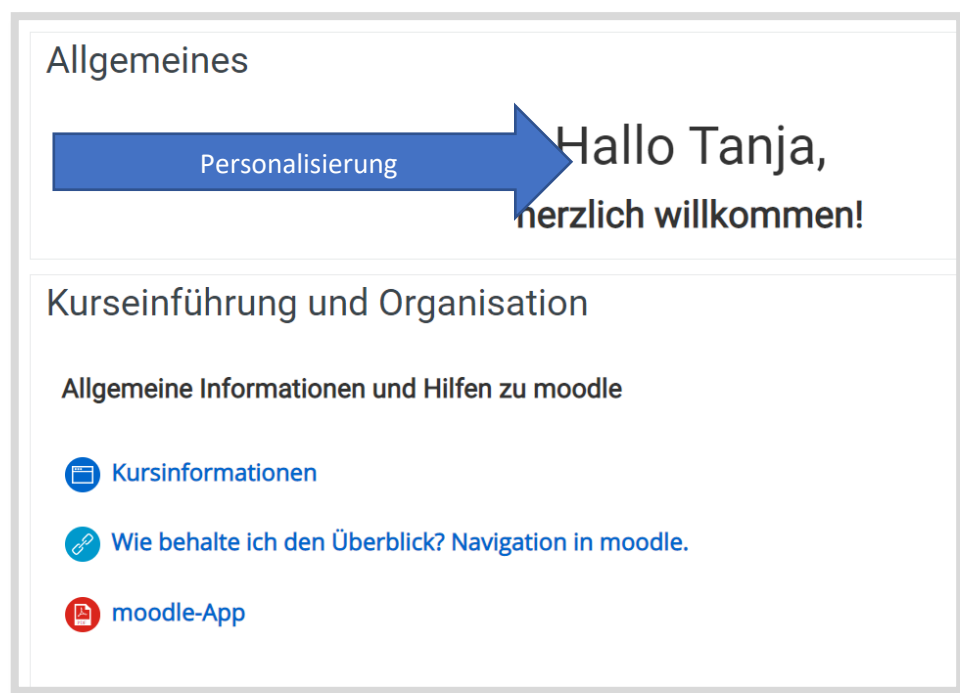 Allgemeines
Personalisierung
Hallo Tanja,
herzlich willkommen!
Kurseinführung und Organisation
Allgemeine Informationen und Hilfen zu moodle
Kursinformationen
Wie behalte ich den Überblick? Navigation in moodle.
moodle-App